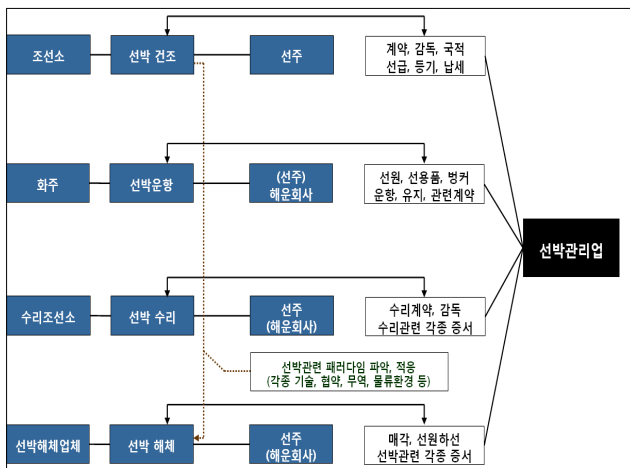 조선소
선박 건조
선주
계약, 감독, 국적
선급, 등기, 납세
화주
선박운항
(선주)
해운회사
선원, 선용품, 벙커
운항, 유지, 관련계약
선박관리업
수리조선소
선박 수리
선주
(해운회사)
수리계약, 감독
수리관련 각종 증서
선박관련 패러다임 파악, 적응
(각종 기술, 협약, 무역, 물류환경 등)
선박해체업체
선박 해체
선주
(해운회사)
매각, 선원하선
선박관련 각종 증서